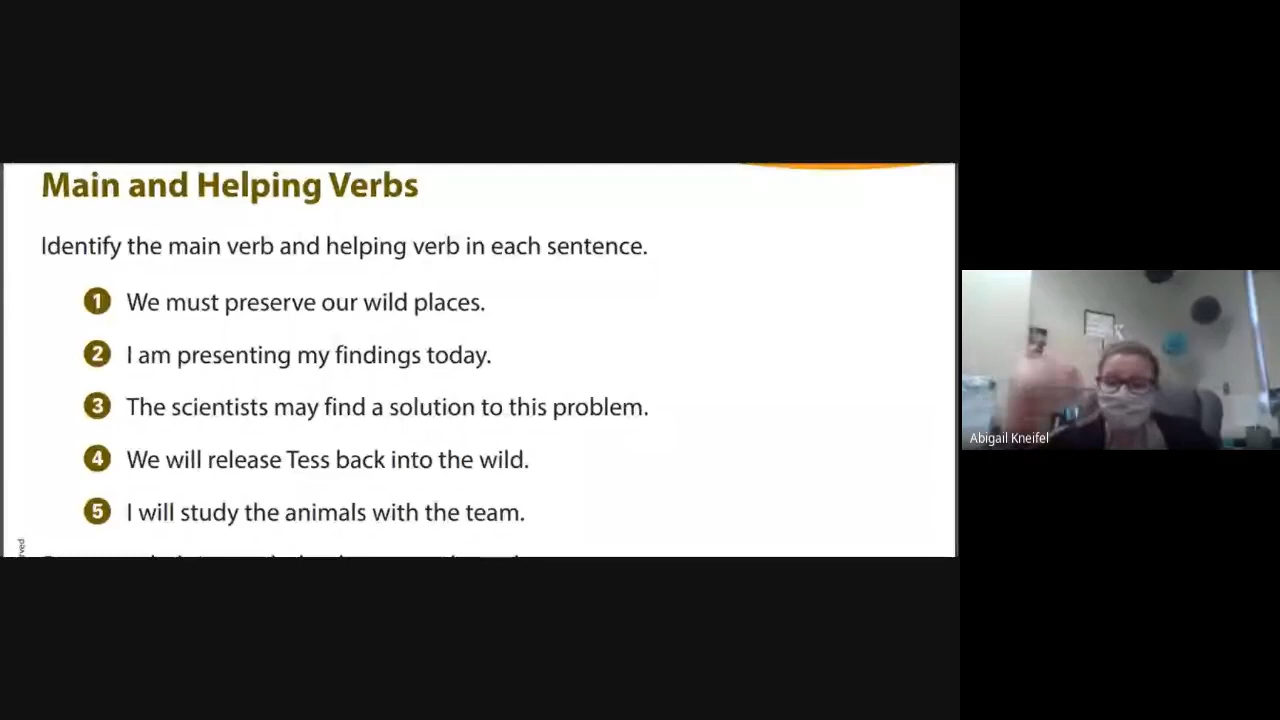 Main and Helping Verbs
Identify the main verb and helping verb in each sentence.
1 We must preserve our wild places.
2 I am presenting my findings today.
3 The scientists may find a solution to this problem.
4 We will release Tess back into the wild.
5 I will study the animals with the team.
Abigail Kneifel